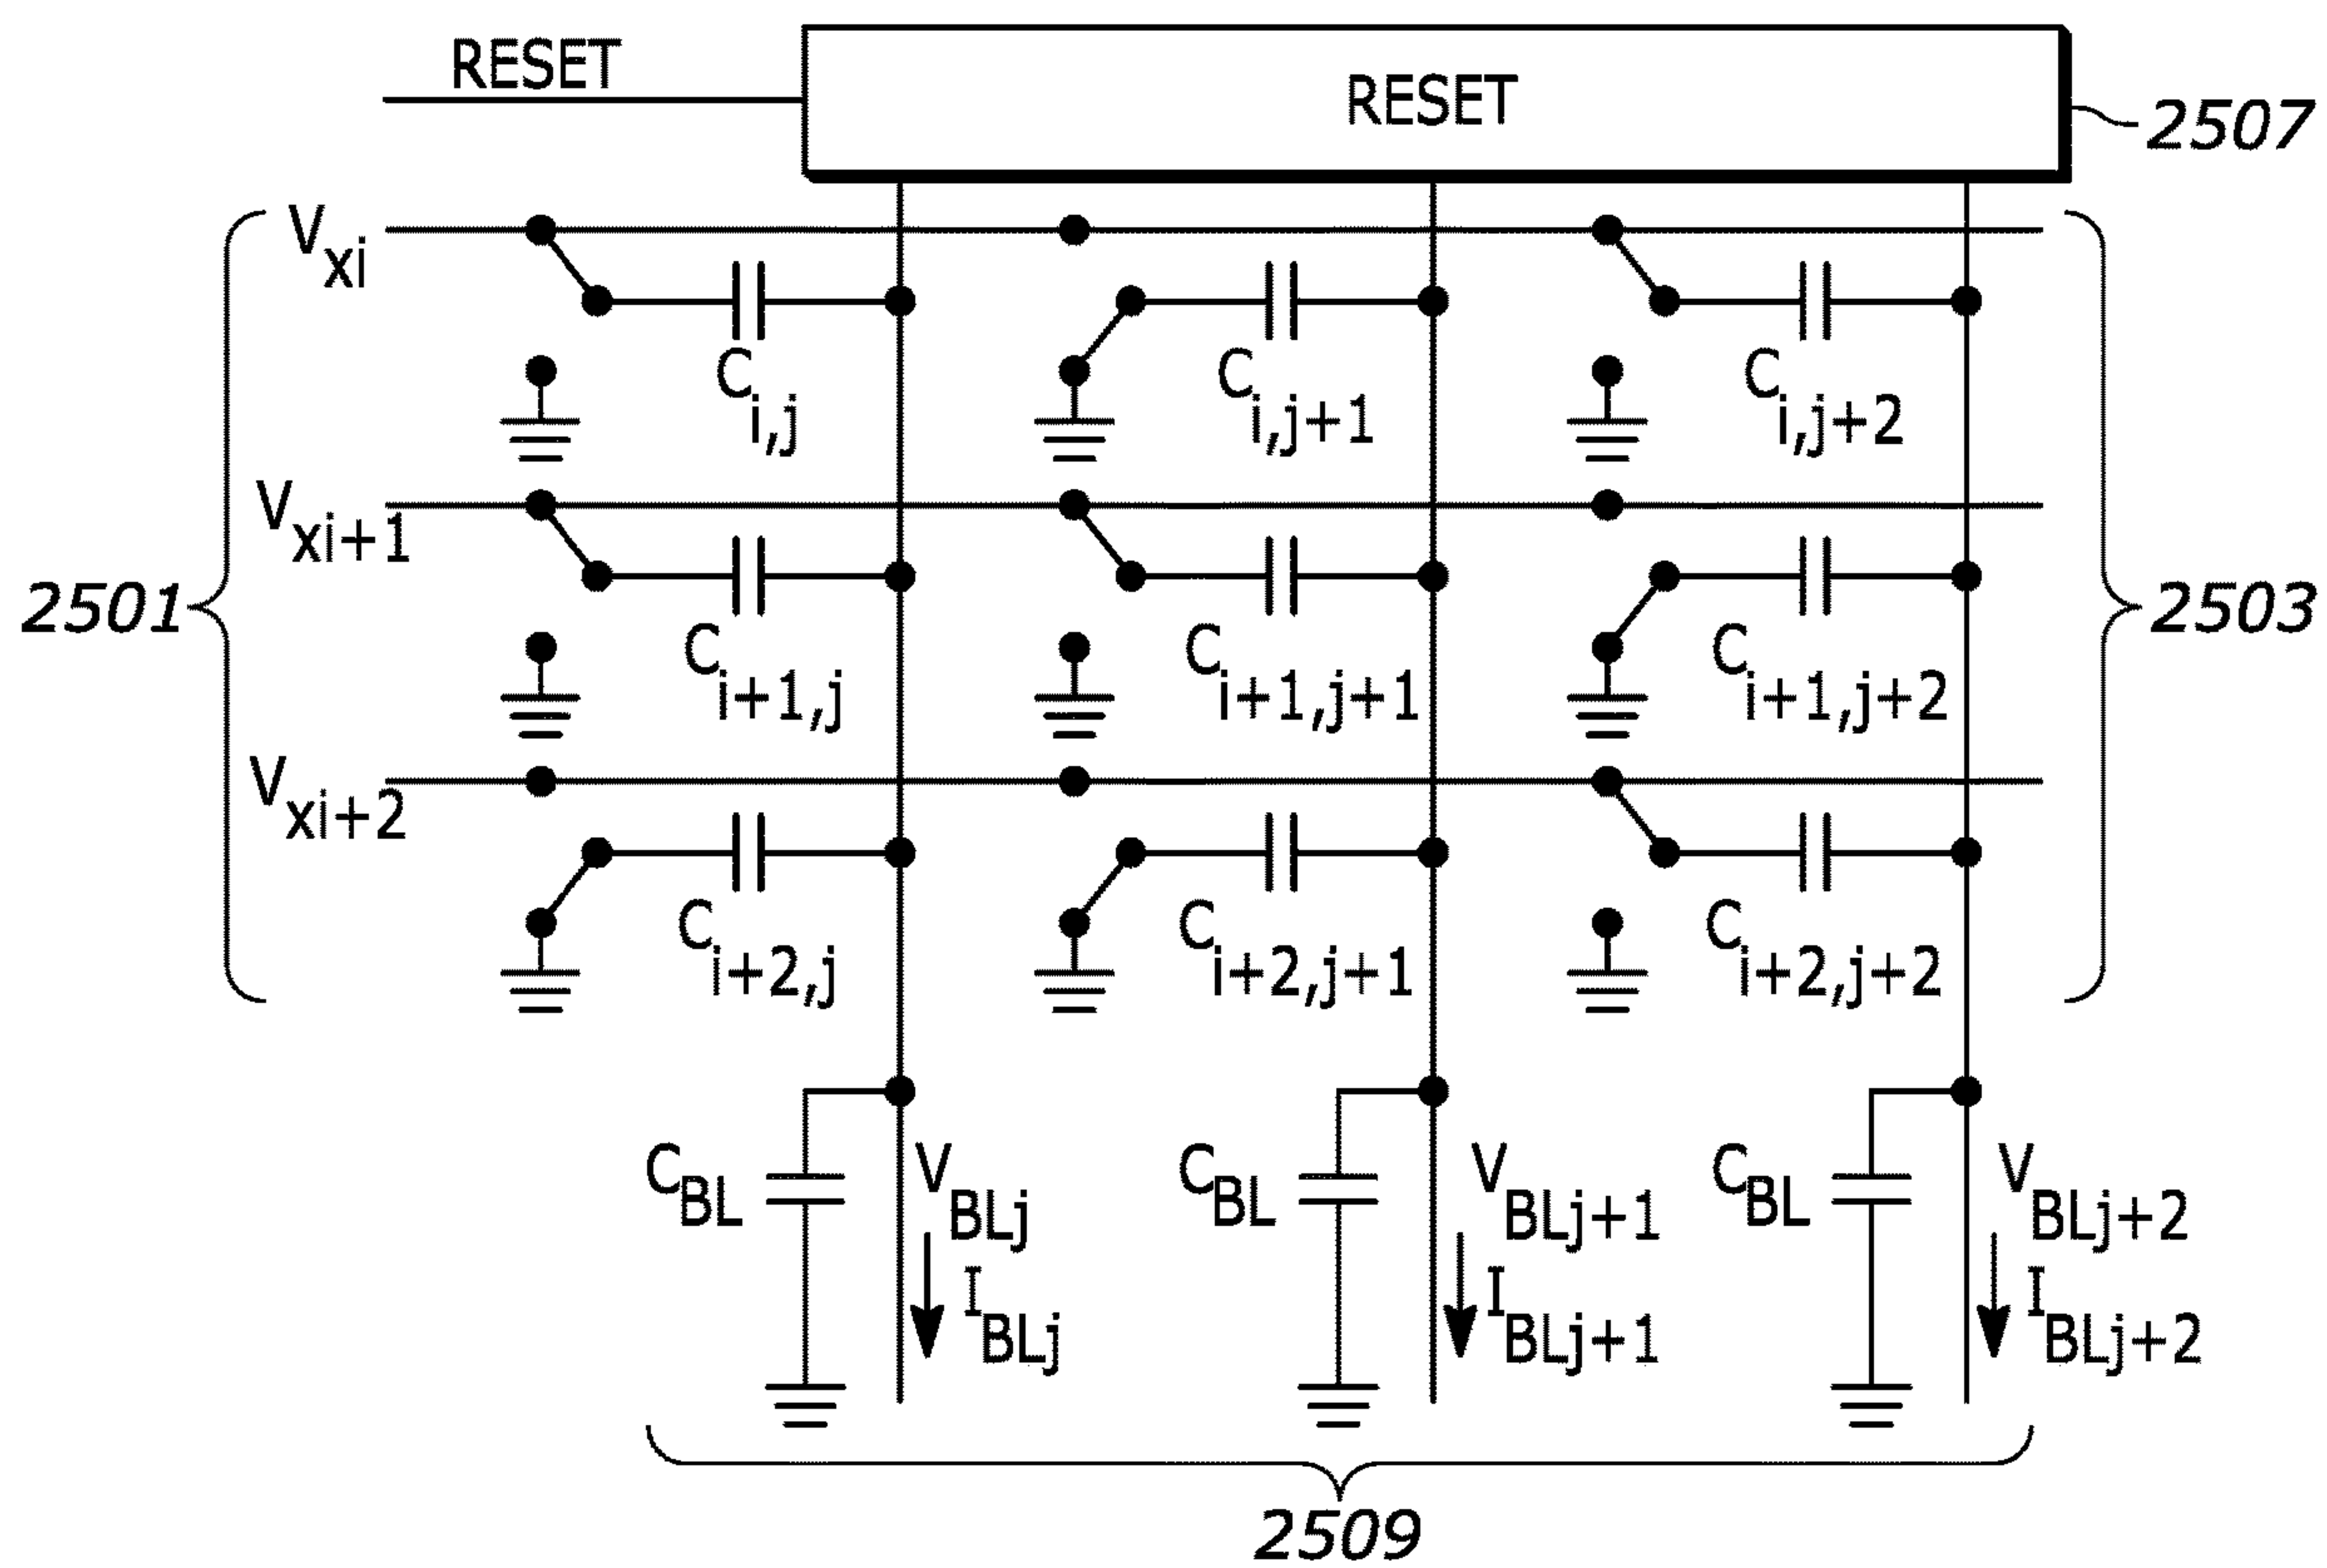 RESET
RESET
2507
Vxi
Ci,j
Ci,j+1
Ci,j+2
Vxi+1
2501
2503
Ci+1,j
Ci+1,j+1
Ci+1,j+2
Vxi+2
Ci+2,j
Ci+2,j+1
Ci+2,j+2
CBL
VBLj
CBL
VBLj+1
CBL
VBLj+2
IBLj
IBLj+1
IBLj+2
2509